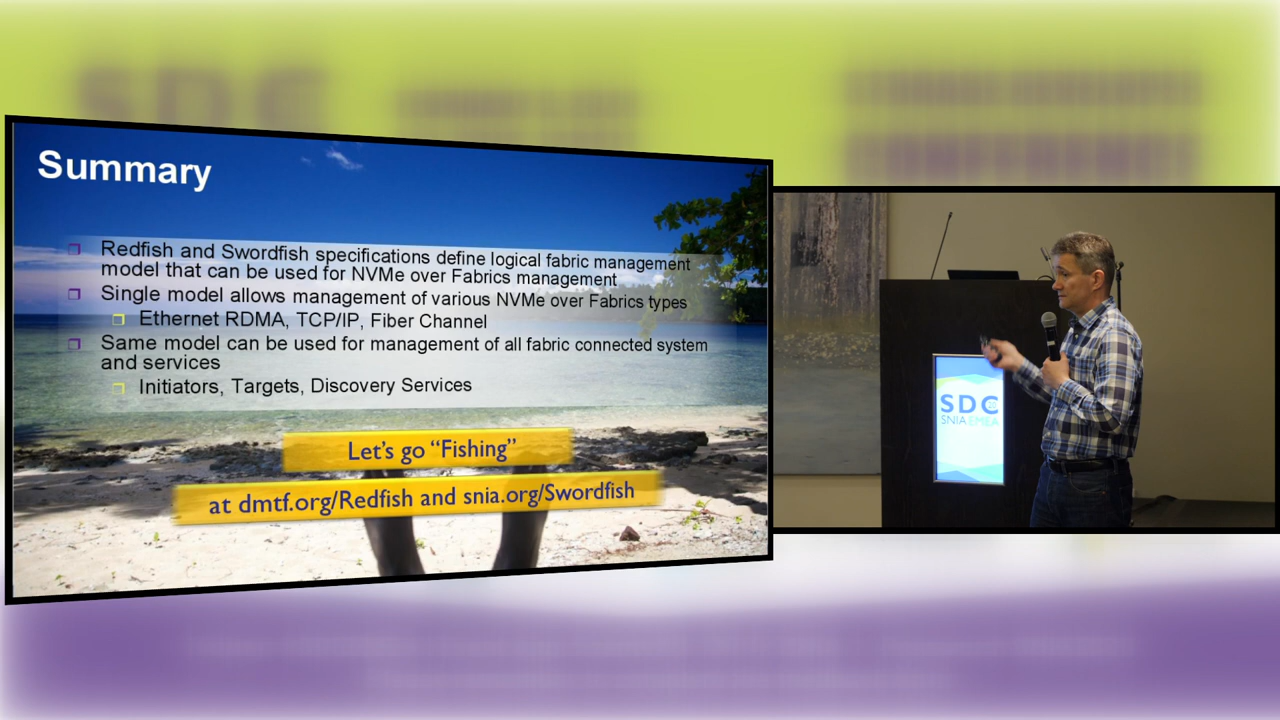 Summary
Redfish and Swordfish specifications define logical fabric management
model that can be used for NVMe over Fabrics management
Single model allows management of various NVMe over Fabrics types
Ethernet RDMA, TCP/IP, Fiber Channel
Same model can be used for management of all fabric connected system
and services
Initiators, Targets, Discovery Services
Let's go “Fishing”
at dmtf.org/Redfish and snia.org/Swordfish
SDC
SNIA EMEA